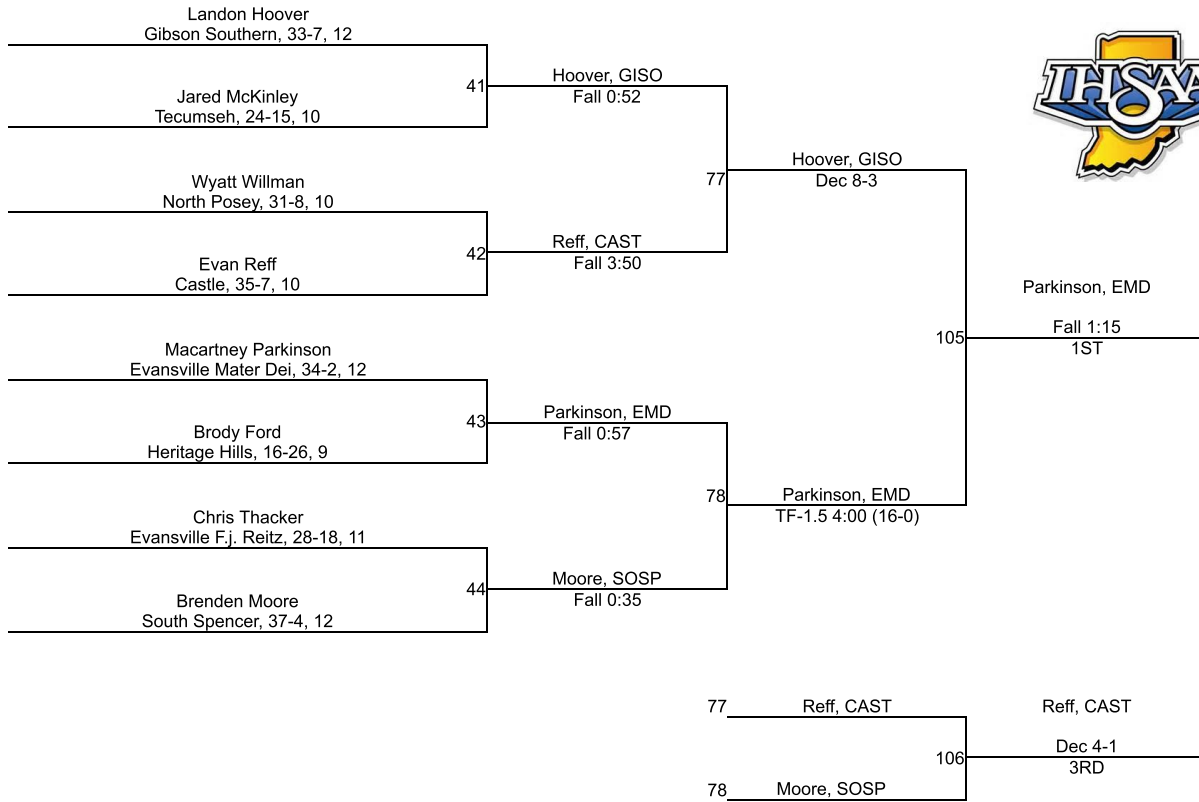 Landon Hoover
Gibson Southern, 33-7, 12
41
Hoover, GISO
Fall 0:52
Jared McKinley
Tecumseh, 24-15, 10
IHSAA
77
Hoover, GISO
Dec 8-3
Wyatt Willman
North Posey, 31-8, 10
42
Reff, CAST
Fall 3:50
Evan Reff
Castle, 35-7, 10
105
Parkinson, EMD
Fall 1:15
1ST
Macartney Parkinson
Evansville Mater Dei, 34-2, 12
43
Parkinson, EMD
Fall 0:57
Brody Ford
Heritage Hills, 16-26, 9
78
Parkinson, EMD
TF-1.5 4:00 (16-0)
Chris Thacker
Evansville F.j. Reitz, 28-18, 11
44
Moore, SOSP
Fall 0:35
Brenden Moore
South Spencer, 37-4, 12
77
Reff, CAST
106
Reff, CAST
Dec 4-1
3RD
78
Moore, SOSP